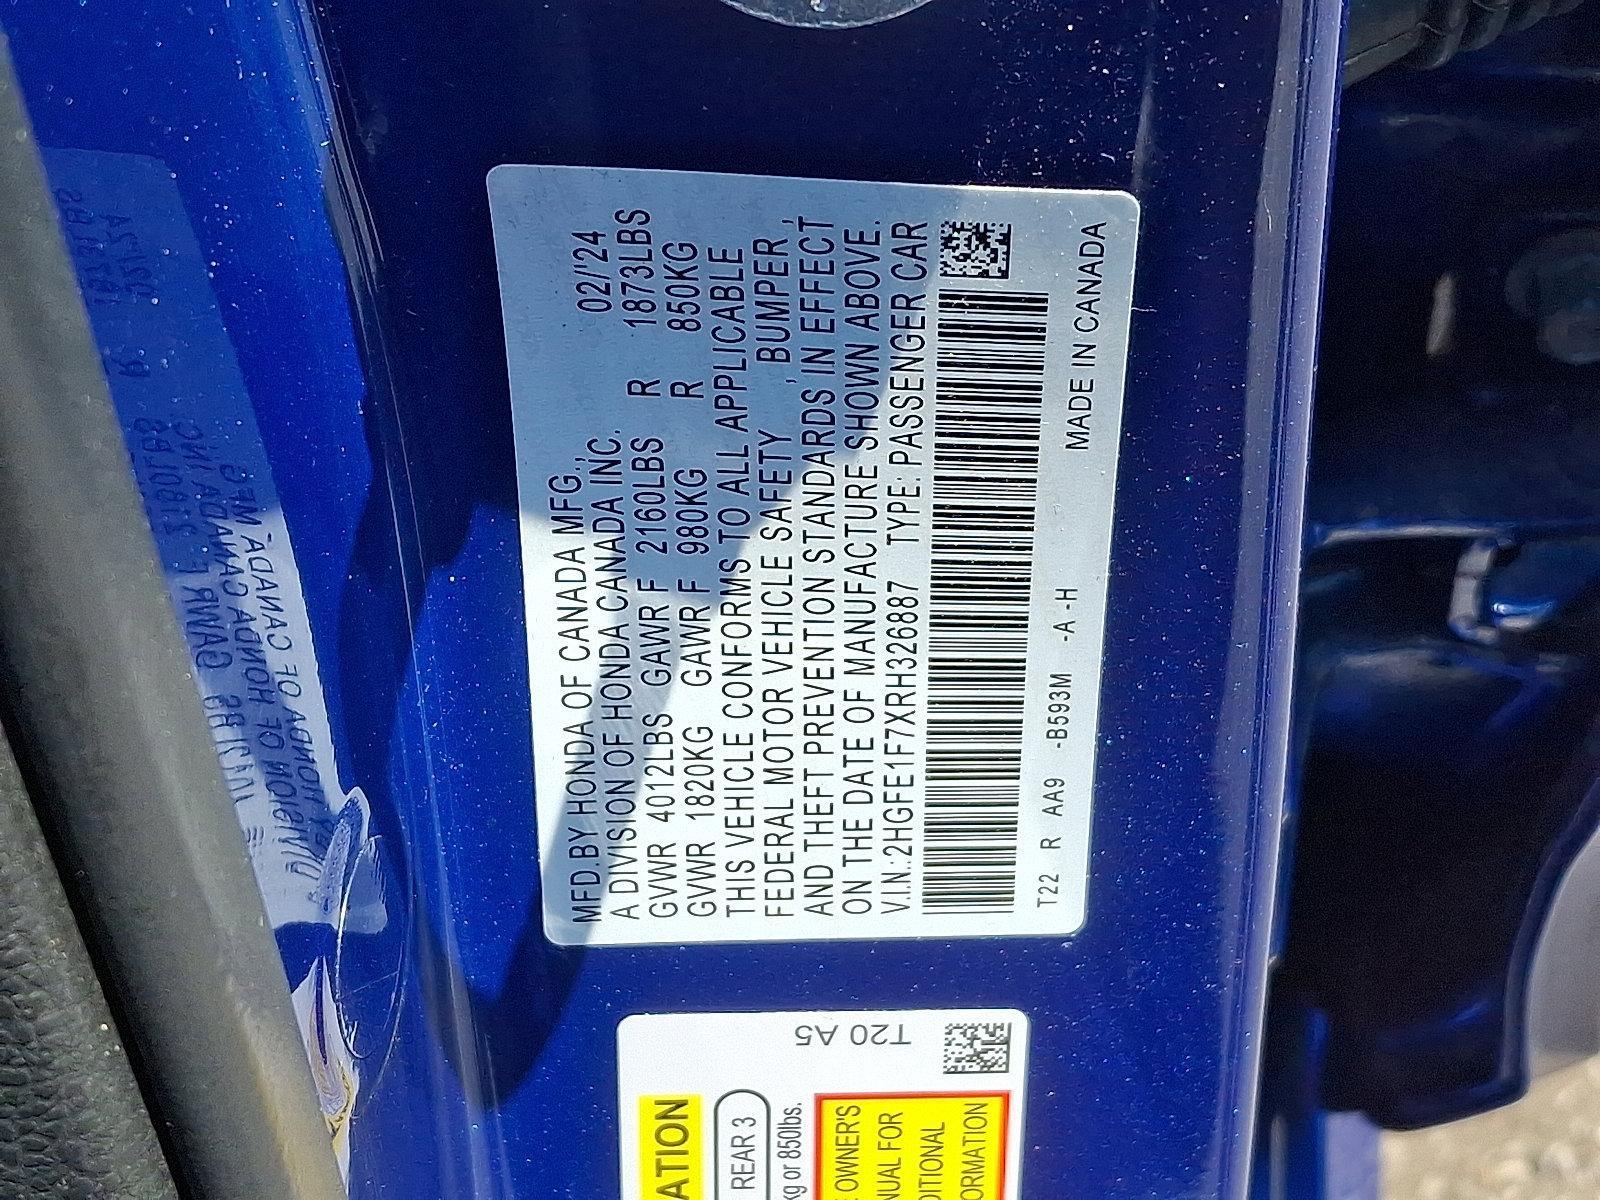 MFD.BY HONDA OF CANADA MFG.,
A DIVISION OF HONDA CANADA INC. 02/'24
GVWR 4012LBS GAWR F 2160LBS R 1873LBS
GVWR 1820KG GAWR F 980KG R 850KG
THIS VEHICLE CONFORMS TO ALL APPLICABLE
FEDERAL MOTOR VEHICLE SAFETY , BUMPER ,
AND THEFT PREVENTION STANDARDS IN EFFECT
ON THE DATE OF MANUFACTURE SHOWN ABOVE.
V.I.N.:2HGFE1F7XRH326887 TYPE: PASSENGER CAR
T22 R AA9 -B593M -A -H
MADE IN CANADA
T20 A5
ATION
REAR 3
kg or 850lbs.
OWNER'S
NUAL FOR
DITIONAL
ORMATION